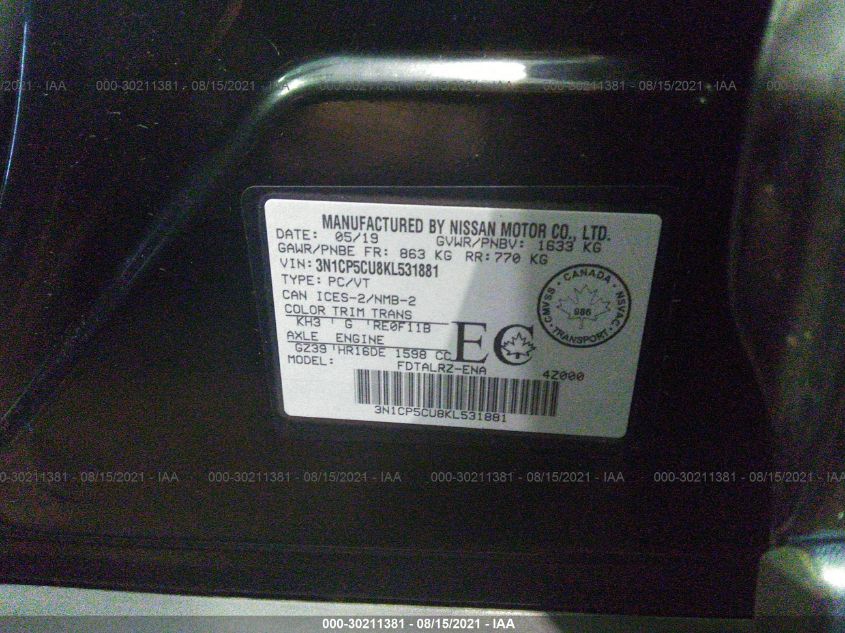 000-30211381 - 08/15/2021 - IAA
MANUFACTURED BY NISSAN MOTOR CO., LTD.
DATE: 05/19 GVWR/PNBV: 1633 KG
GAWR/PNBE FR: 863 KG RR: 770 KG
VIN: 3N1CP5CU8KL531881
TYPE: PC/VT
CAN ICES-2/NMB-2
COLOR TRIM TRANS
KH3 ' G 'RE0F11B
AXLE ENGINE
GZ39 'HR16DE 1598 CC
MODEL: FDTALRZ-ENA
4Z000
3N1CP5CU8KL531881
EC
CANADA
CMVSS - NSVAC
986
TRANSPORT
000-30211381 - 08/15/2021 - IAA
000-30211381 - 08/15/2021 - IAA